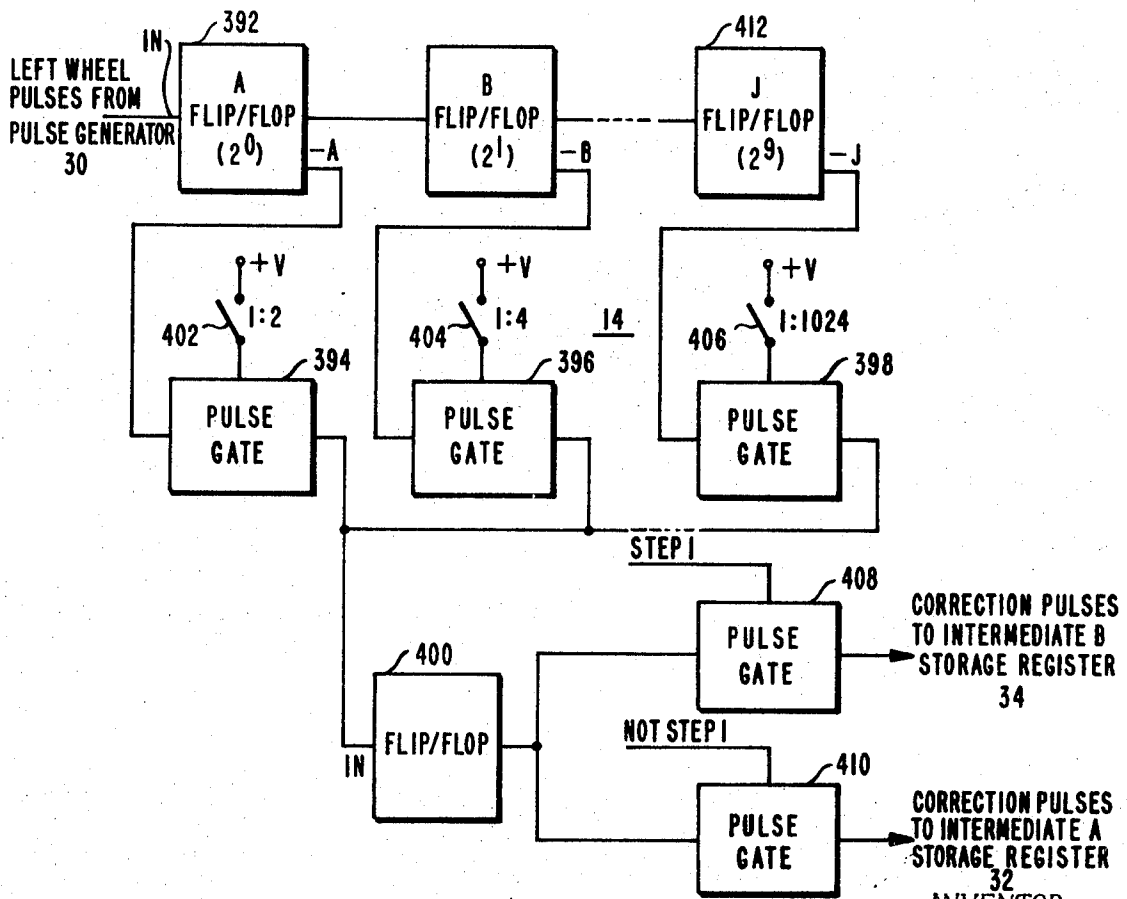 392
IN
LEFT WHEEL
PULSES FROM
PULSE GENERATOR
30
A
FLIP/FLOP
(2⁰)
-A
B
FLIP/FLOP
(2¹)
-B
412
J
FLIP/FLOP
(2⁹)
-J
+V
402
1:2
394
PULSE
GATE
+V
404
1:4
396
PULSE
GATE
14
+V
406
1:1024
398
PULSE
GATE
STEP 1
408
PULSE
GATE
CORRECTION PULSES
TO INTERMEDIATE B
STORAGE REGISTER
34
400
IN
FLIP/FLOP
NOT STEP 1
410
PULSE
GATE
CORRECTION PULSES
TO INTERMEDIATE A
STORAGE REGISTER
32
INVENTOR